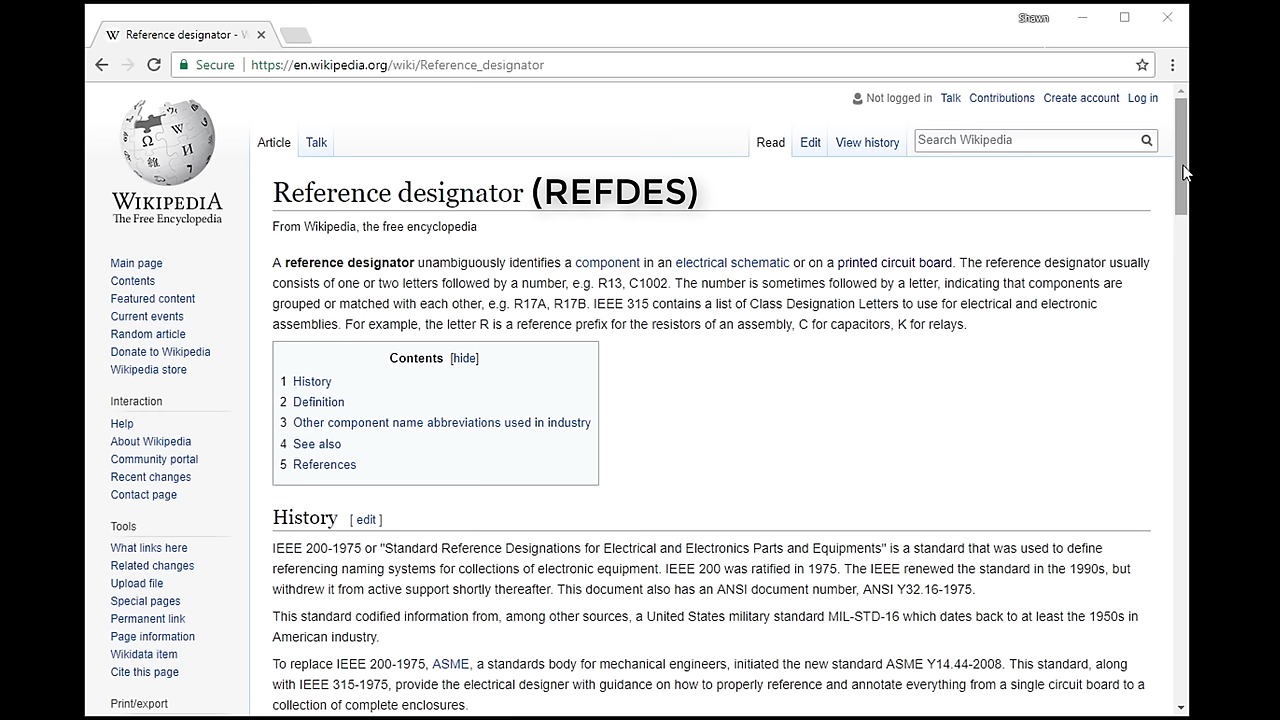 Shawn
Reference designator - W
Secure | https://en.wikipedia.org/wiki/Reference_designator
Not logged in Talk Contributions Create account Log in
Article Talk Read Edit View history Search Wikipedia
WIKIPEDIA
The Free Encyclopedia
Reference designator (REFDES)
From Wikipedia, the free encyclopedia
A reference designator unambiguously identifies a component in an electrical schematic or on a printed circuit board. The reference designator usually
consists of one or two letters followed by a number, e.g. R13, C1002. The number is sometimes followed by a letter, indicating that components are
grouped or matched with each other, e.g. R17A, R17B. IEEE 315 contains a list of Class Designation Letters to use for electrical and electronic
assemblies. For example, the letter R is a reference prefix for the resistors of an assembly, C for capacitors, K for relays.
Contents [hide]
1 History
2 Definition
3 Other component name abbreviations used in industry
4 See also
5 References
History [ edit ]
IEEE 200-1975 or "Standard Reference Designations for Electrical and Electronics Parts and Equipments" is a standard that was used to define
referencing naming systems for collections of electronic equipment. IEEE 200 was ratified in 1975. The IEEE renewed the standard in the 1990s, but
withdrew it from active support shortly thereafter. This document also has an ANSI document number, ANSI Y32.16-1975.
This standard codified information from, among other sources, a United States military standard MIL-STD-16 which dates back to at least the 1950s in
American industry.
To replace IEEE 200-1975, ASME, a standards body for mechanical engineers, initiated the new standard ASME Y14.44-2008. This standard, along
with IEEE 315-1975, provide the electrical designer with guidance on how to properly reference and annotate everything from a single circuit board to a
collection of complete enclosures.
Main page
Contents
Featured content
Current events
Random article
Donate to Wikipedia
Wikipedia store
Interaction
Help
About Wikipedia
Community portal
Recent changes
Contact page
Tools
What links here
Related changes
Upload file
Special pages
Permanent link
Page information
Wikidata item
Cite this page
Print/export